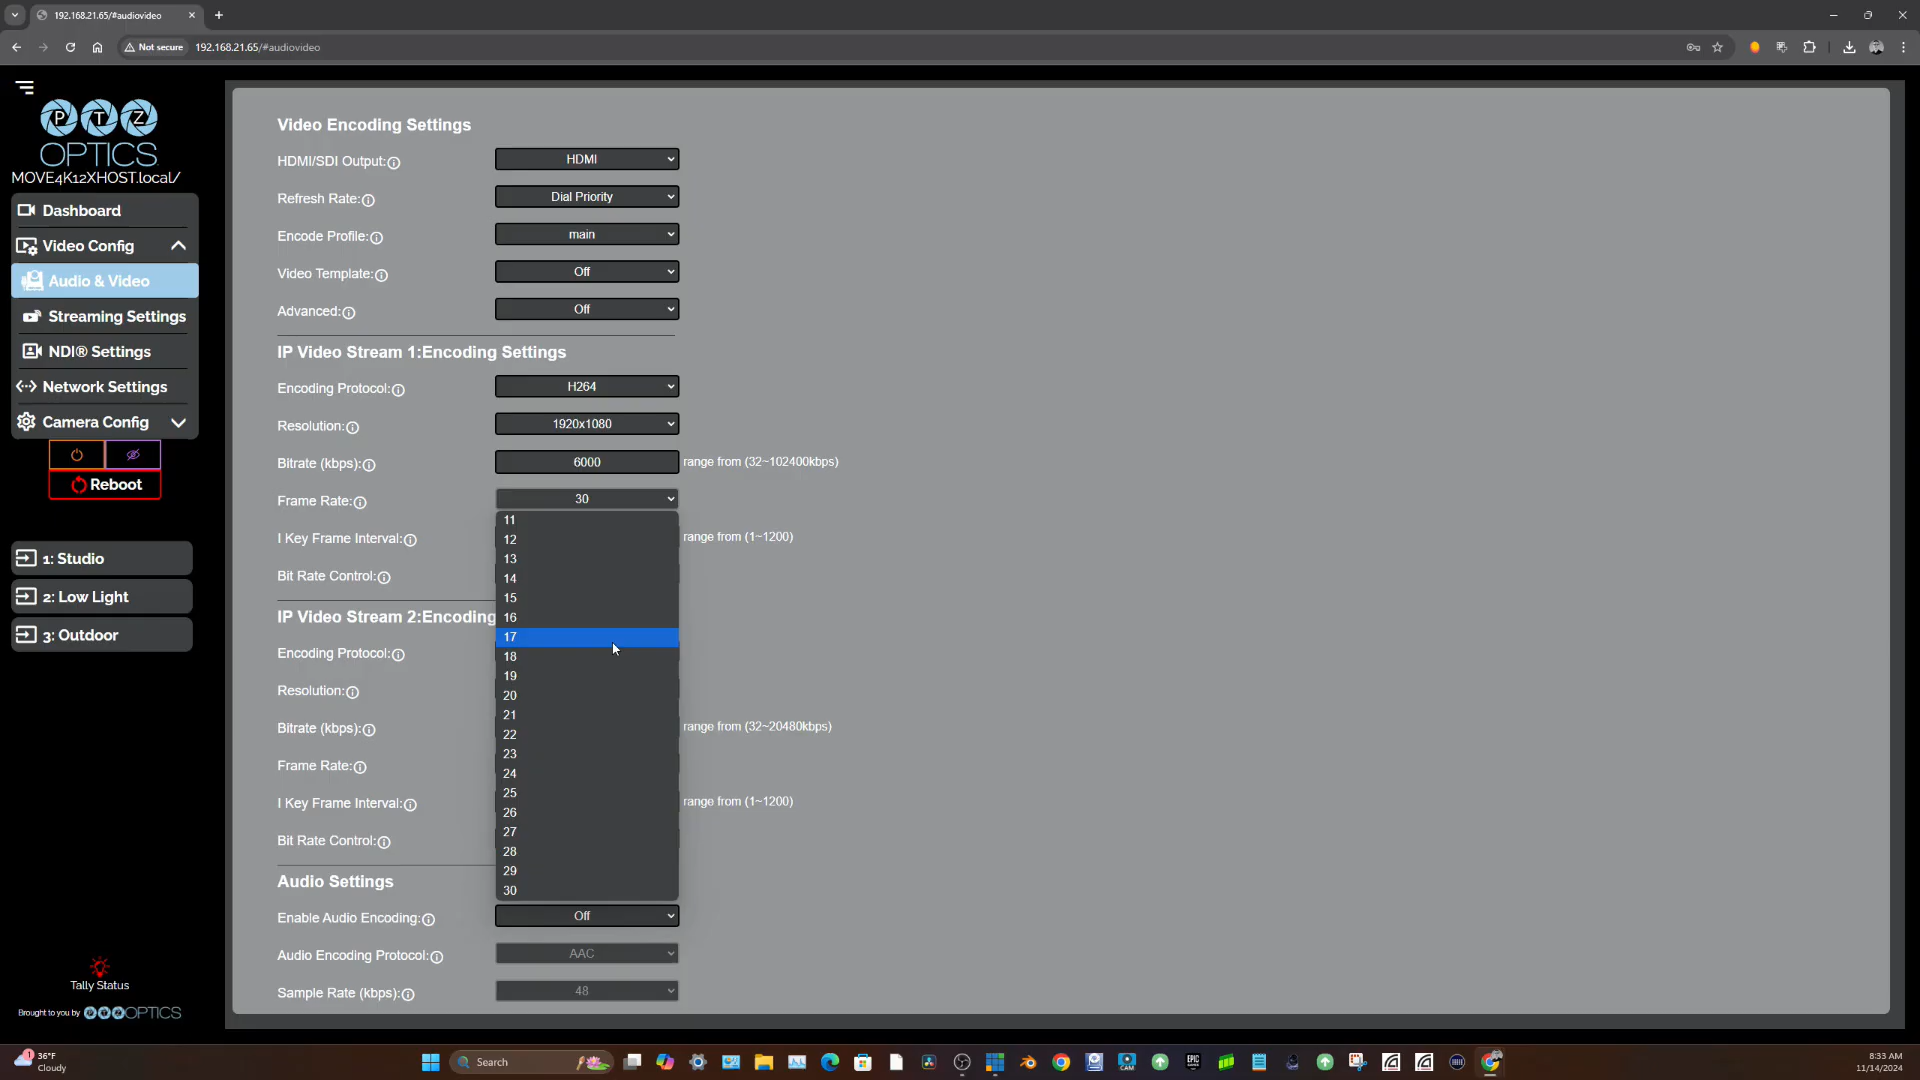 192.168.21.65/#audiovideo
Not secure
192.168.21.65/#audiovideo
PTZ
OPTICS
MOVE4K12XHOST.local/
Dashboard
Video Config
Audio & Video
Streaming Settings
NDI® Settings
Network Settings
Camera Config
Reboot
1: Studio
2: Low Light
3: Outdoor
Tally Status
Brought to you by PTZOPTICS
Video Encoding Settings
HDMI/SDI Output: HDMI
Refresh Rate: Dial Priority
Encode Profile: main
Video Template: Off
Advanced: Off
IP Video Stream 1:Encoding Settings
Encoding Protocol: H264
Resolution: 1920x1080
Bitrate (kbps): 6000 range from (32~102400kbps)
Frame Rate: 30
11
12
13
14
15
16
17
18
19
20
21
22
23
24
25
26
27
28
29
30
I Key Frame Interval: range from (1~1200)
Bit Rate Control:
IP Video Stream 2:Encoding
Encoding Protocol:
Resolution:
Bitrate (kbps): range from (32~20480kbps)
Frame Rate:
I Key Frame Interval: range from (1~1200)
Bit Rate Control:
Audio Settings
Enable Audio Encoding: Off
Audio Encoding Protocol: AAC
Sample Rate (kbps): 48
1
36°F
Cloudy
Search
CAM
EPIC
8:33 AM
11/14/2024